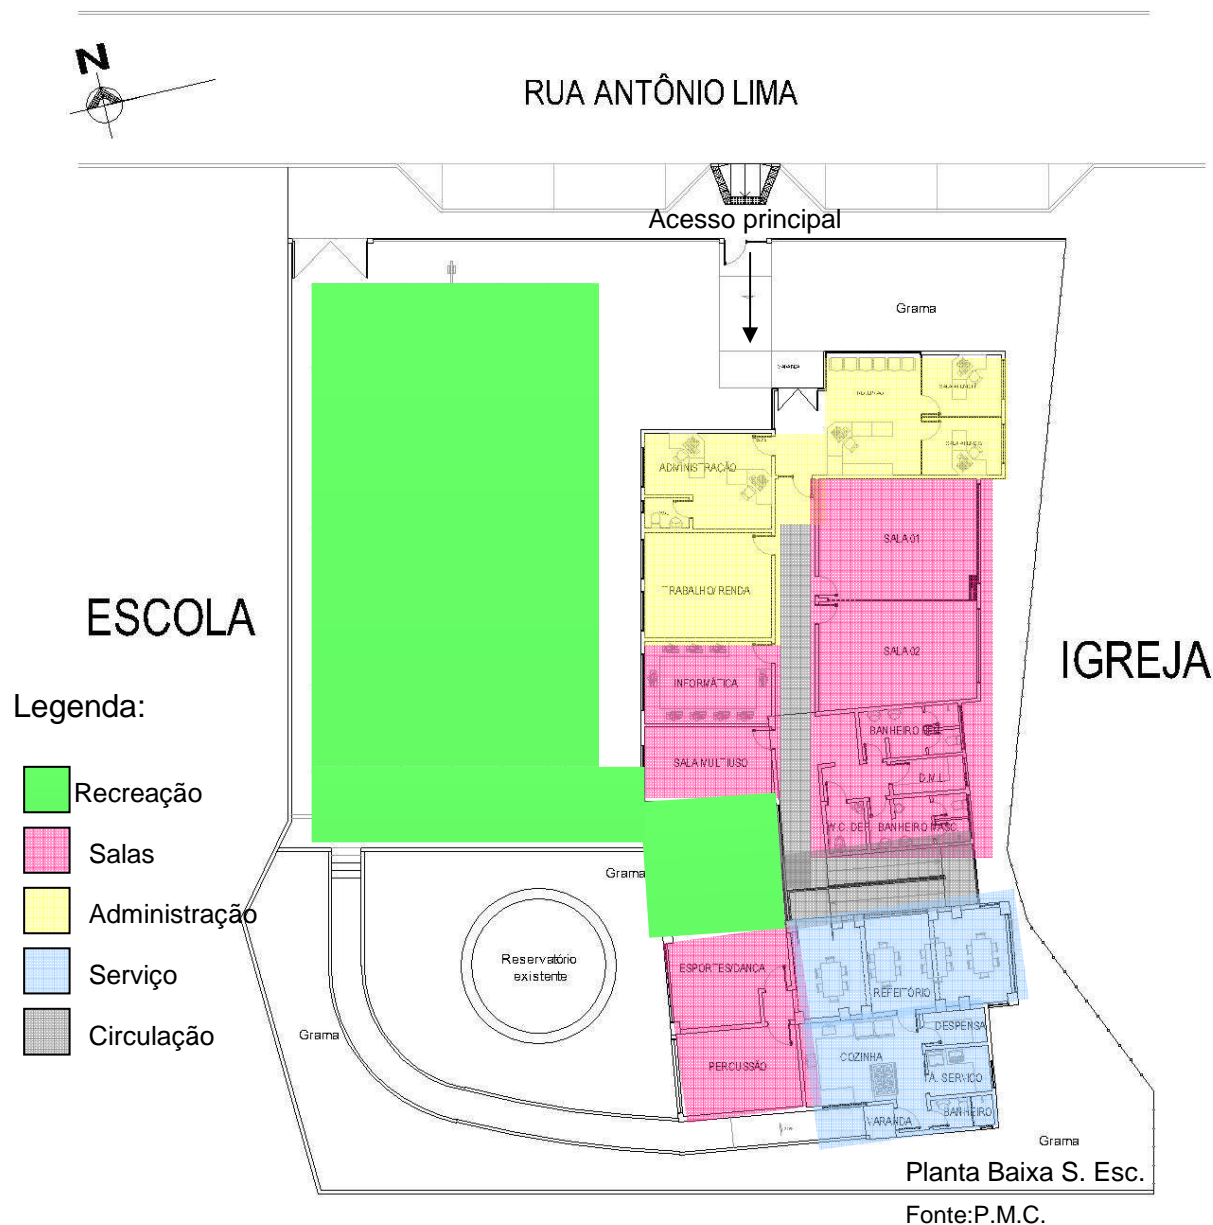 N
RUA ANTÔNIO LIMA
Acesso principal
Grama
ADMINISTRAÇÃO
SALA 01
TRABALHO/ RENDA
ESCOLA
SALA 02
IGREJA
INFORMÁTICA
Legenda:
BANHEIRO
SALA MULTIUSO
D.M.L.
Recreação
W.C. DEF.
BANHEIRO MASC.
Salas
Grama
Administração
Reservatório
existente
ESPORTES/DANCA
Serviço
REFEITÓRIO
DESPENSA
Circulação
Grama
COZINHA
PERCUSSÃO
A. SERVICO
BANHEIRO
VARANDA
Grama
Planta Baixa S. Esc.
Fonte:P.M.C.